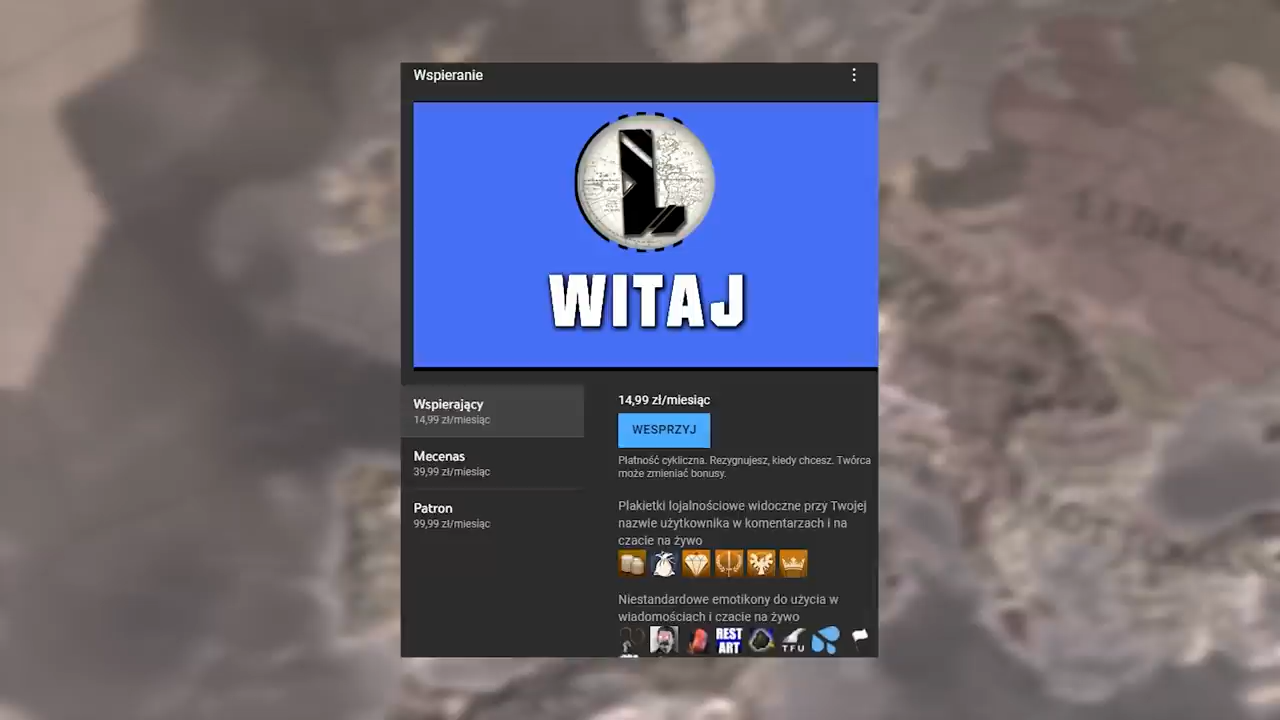 Wspieranie
Ł
WITAJ
Wspierający
14,99 zł/miesiąc
Mecenas
39,99 zł/miesiąc
Patron
99,99 zł/miesiąc
14,99 zł/miesiąc
WESPRZYJ
Płatność cykliczna. Rezygnujesz, kiedy chcesz. Twórca
może zmieniać bonusy.
Plakietki lojalnościowe widoczne przy Twojej
nazwie użytkownika w komentarzach i na
czacie na żywo
Niestandardowe emotikony do użycia w
wiadomościach i czacie na żywo
REST
ART
TFU